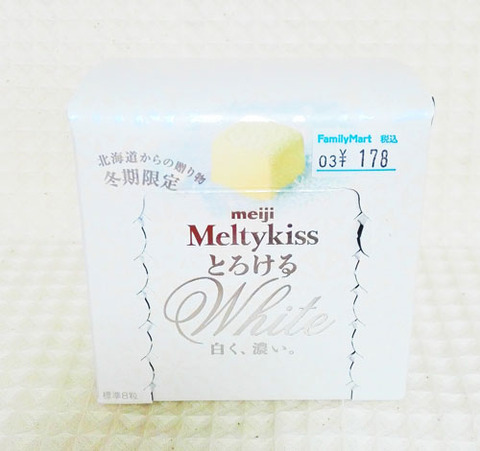 FamilyMart 税込
03¥ 178
北海道からの贈り物
冬期限定
meiji
Meltykiss
とろける
White
白く、濃い。
標準8粒